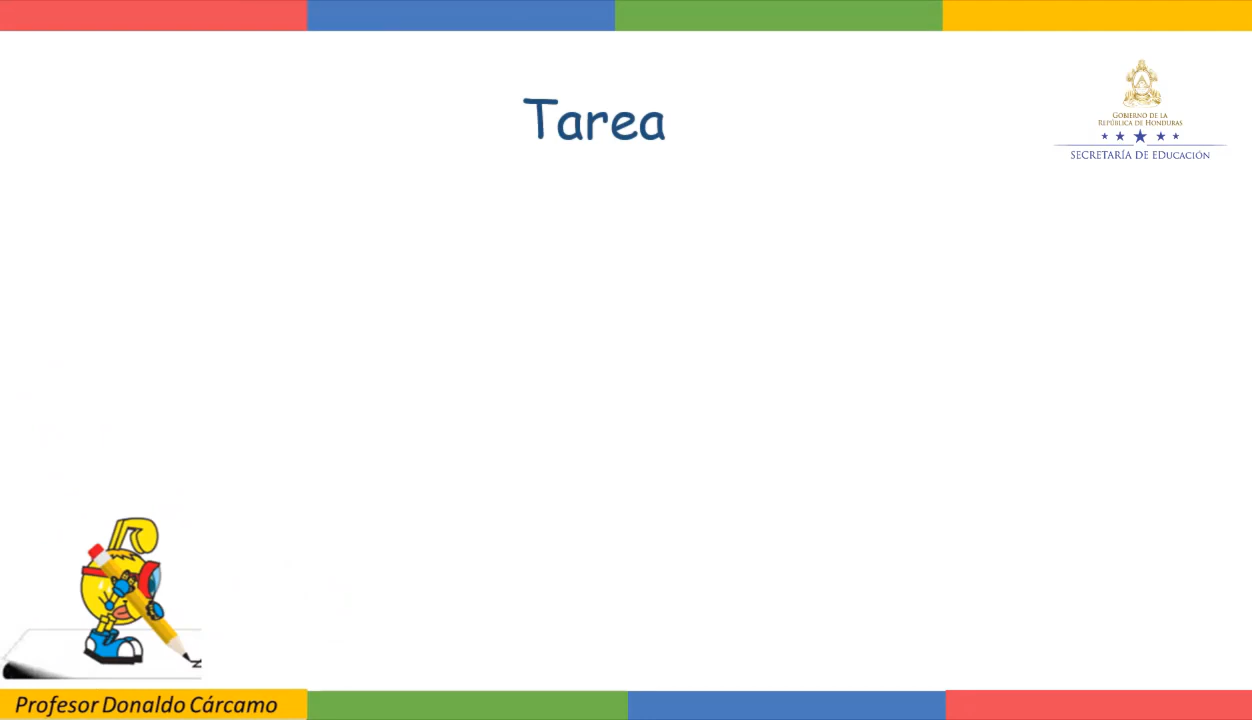 Tarea
GOBIERNO DE LA
REPÚBLICA DE HONDURAS
SECRETARÍA DE EDUCACIÓN
Profesor Donaldo Cárcamo